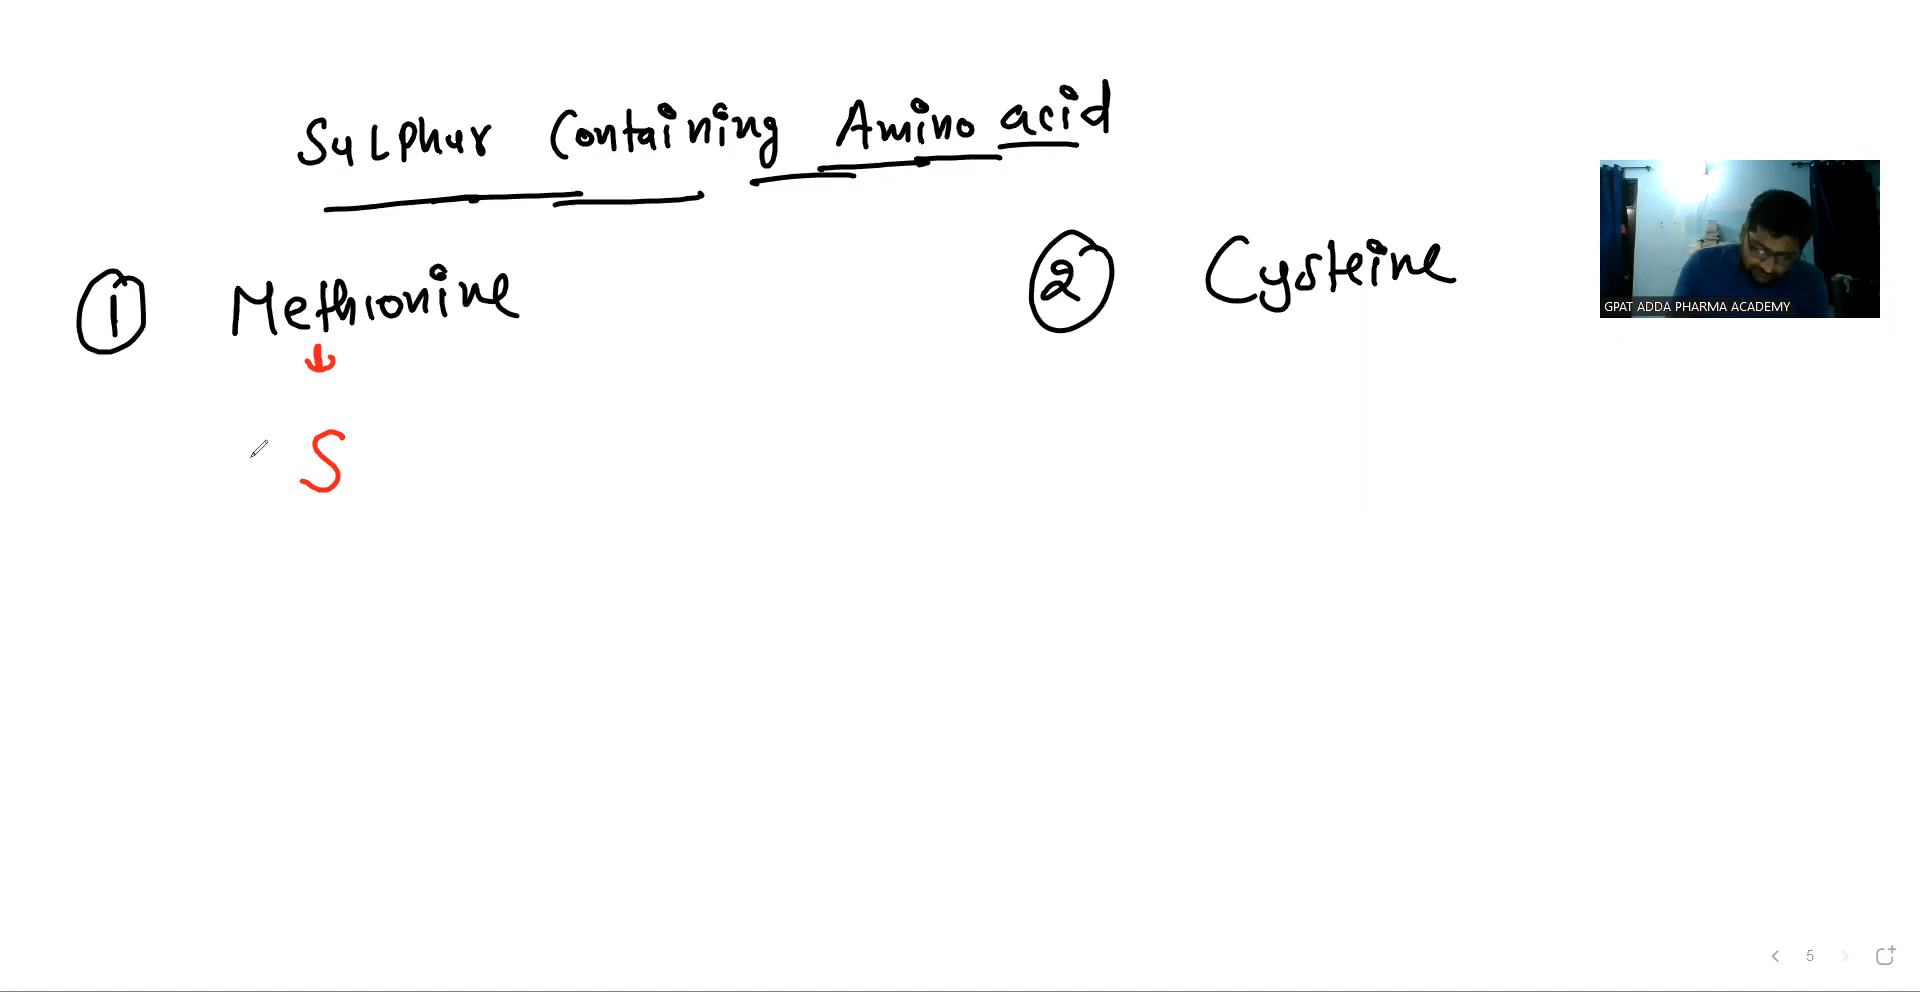 Sulphur Containing Amino acid
① Methionine
② Cysteine
↓
S
GPAT ADDA PHARMA ACADEMY
5